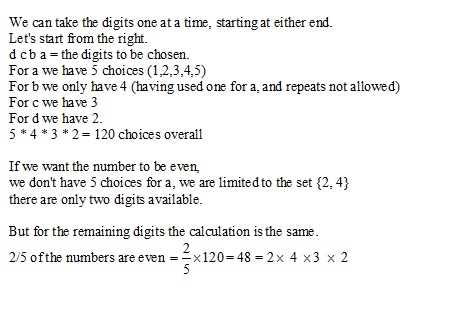 We can take the digits one at a time, starting at either end.
Let's start from the right.
d c b a = the digits to be chosen.
For a we have 5 choices (1,2,3,4,5)
For b we only have 4 (having used one for a, and repeats not allowed)
For c we have 3
For d we have 2.
5 * 4 * 3 * 2 = 120 choices overall
If we want the number to be even,
we don't have 5 choices for a, we are limited to the set {2, 4}
there are only two digits available.
But for the remaining digits the calculation is the same.
2/5 of the numbers are even = 2/5 × 120 = 48 = 2 × 4 × 3 × 2